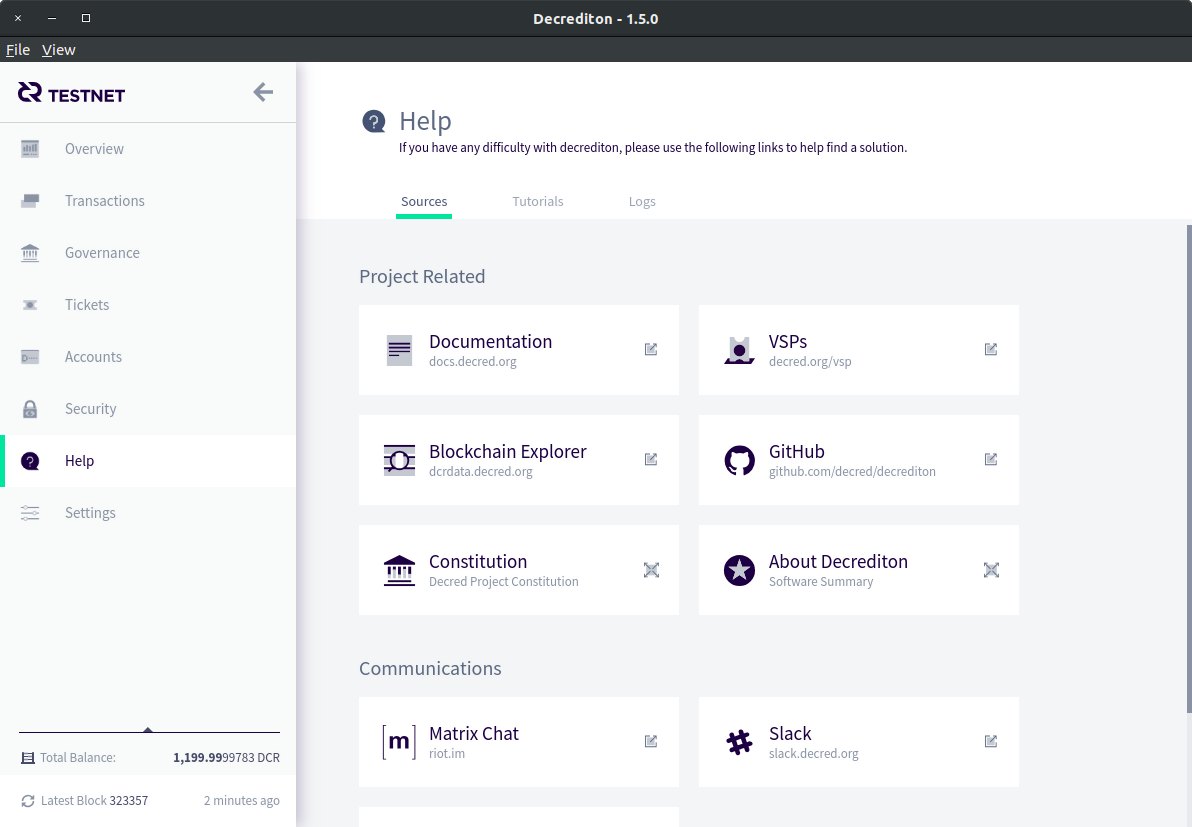 Decrediton - 1.5.0
File View
TESTNET
Overview
Transactions
Governance
Tickets
Accounts
Security
Help
Settings
Total Balance: 1,199.9999783 DCR
Latest Block 323357 2 minutes ago
Help
If you have any difficulty with decrediton, please use the following links to help find a solution.
Sources Tutorials Logs
Project Related
Documentation
docs.decred.org
VSPs
decred.org/vsp
Blockchain Explorer
dcrdata.decred.org
GitHub
github.com/decred/decrediton
Constitution
Decred Project Constitution
About Decrediton
Software Summary
Communications
[m]
Matrix Chat
riot.im
Slack
slack.decred.org